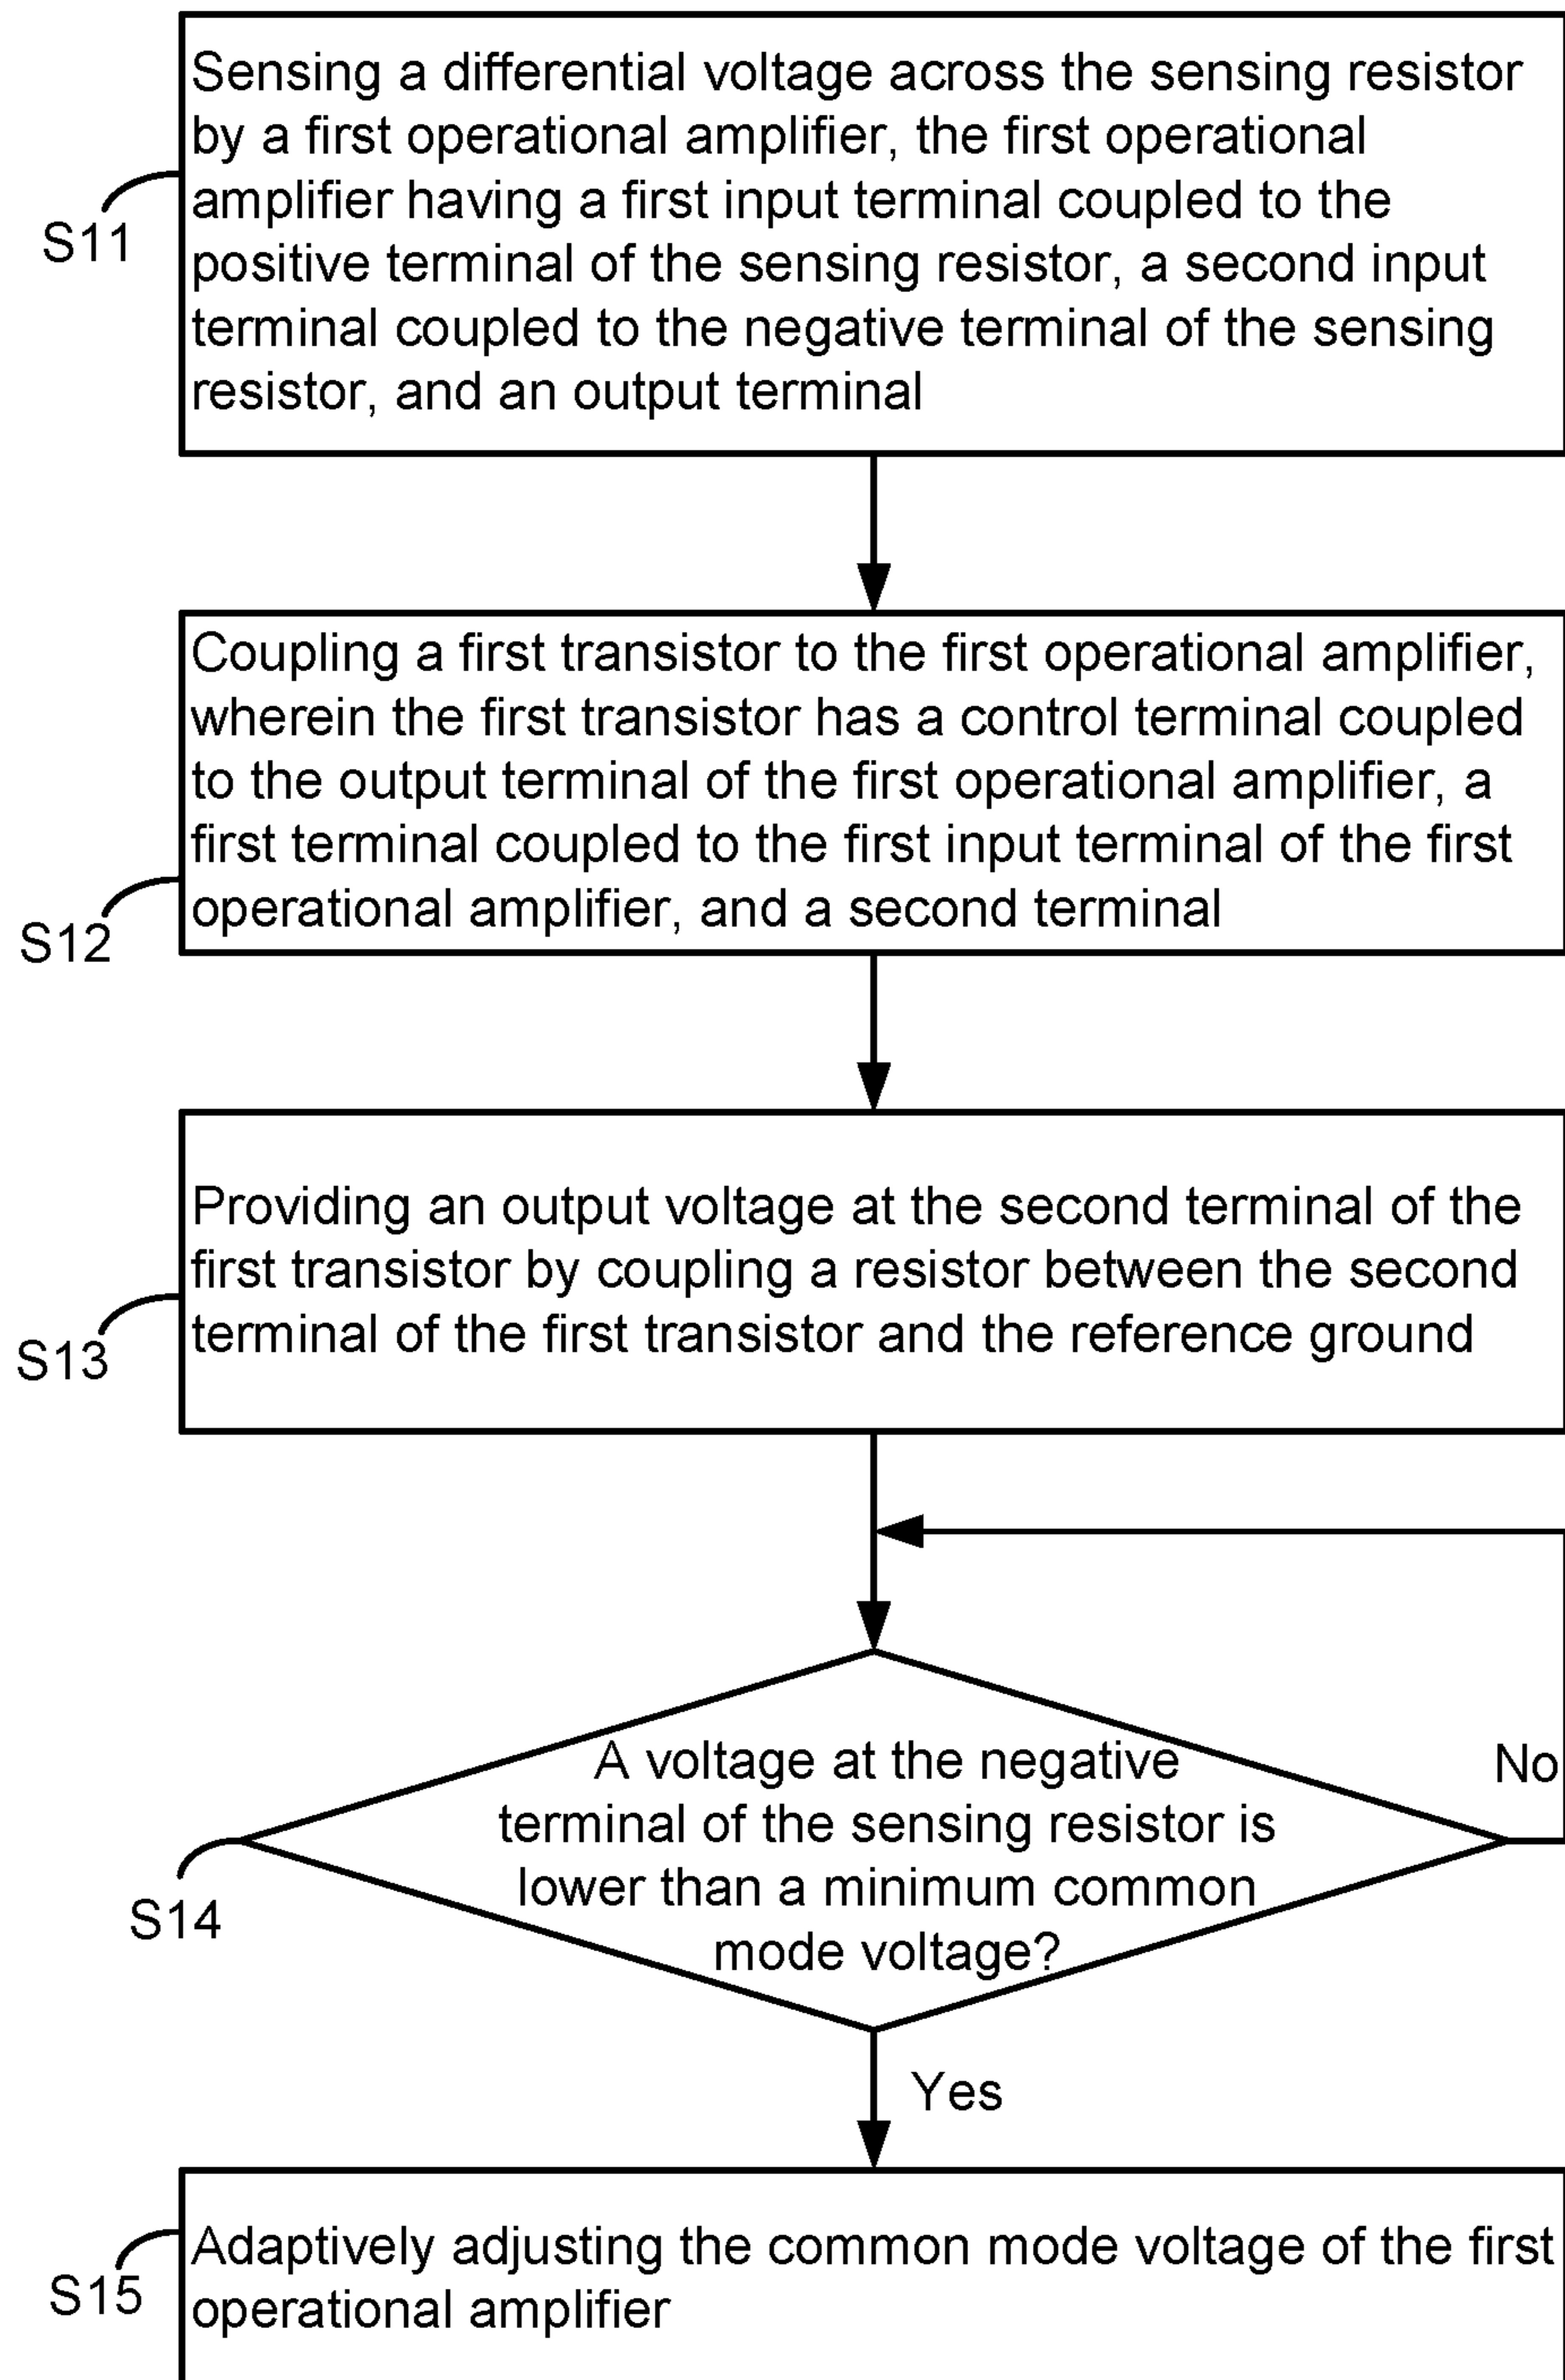 Sensing a differential voltage across the sensing resistor
by a first operational amplifier, the first operational
amplifier having a first input terminal coupled to the
positive terminal of the sensing resistor, a second input
terminal coupled to the negative terminal of the sensing
resistor, and an output terminal
S11
Coupling a first transistor to the first operational amplifier,
wherein the first transistor has a control terminal coupled
to the output terminal of the first operational amplifier, a
first terminal coupled to the first input terminal of the first
operational amplifier, and a second terminal
S12
Providing an output voltage at the second terminal of the
first transistor by coupling a resistor between the second
terminal of the first transistor and the reference ground
S13
A voltage at the negative
terminal of the sensing resistor is
lower than a minimum common
mode voltage?
No
S14
Yes
Adaptively adjusting the common mode voltage of the first
operational amplifier
S15